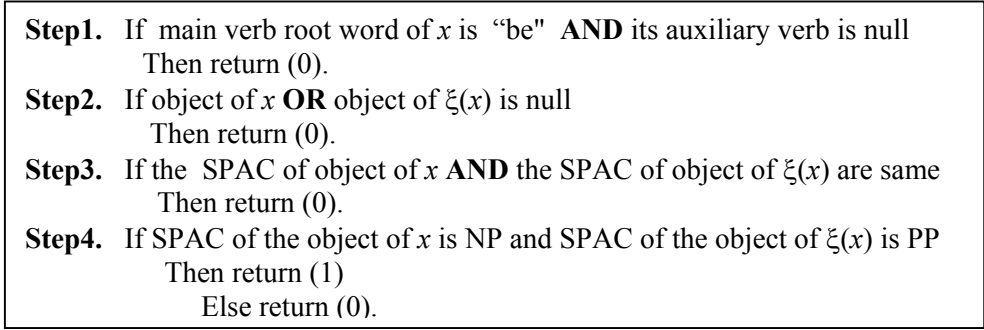 Step1. If main verb root word of x is “be" AND its auxiliary verb is null
Then return (0).
Step2. If object of x OR object of ξ(x) is null
Then return (0).
Step3. If the SPAC of object of x AND the SPAC of object of ξ(x) are same
Then return (0).
Step4. If SPAC of the object of x is NP and SPAC of the object of ξ(x) is PP
Then return (1)
Else return (0).